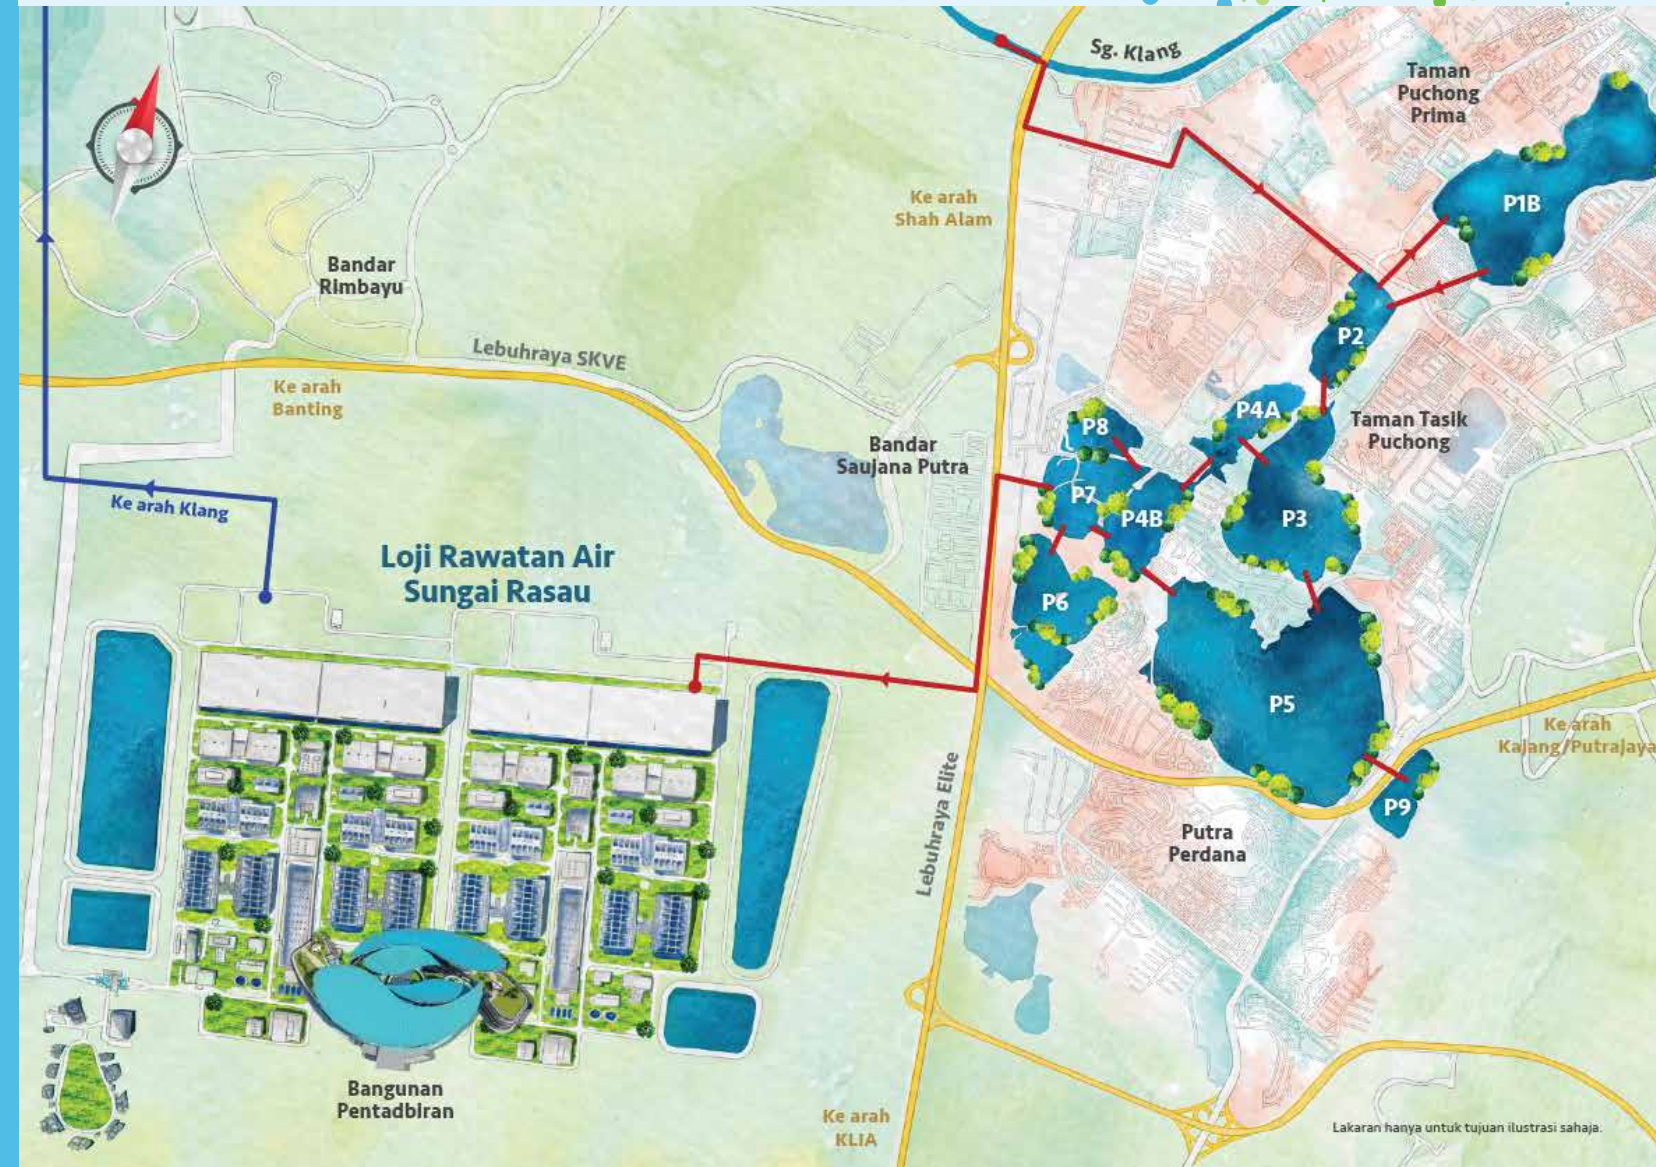 Sg. Klang
Taman
Puchong
Prima
Ke arah
Shah Alam
P1B
Bandar
Rimbayu
P2
Lebuhraya SKVE
Ke arah
Banting
P4A
P8
Taman Tasik
Puchong
Bandar
Saujana Putra
P7
P4B
P3
Ke arah Klang
Loji Rawatan Air
Sungai Rasau
P6
P5
Ke arah
Kajang/Putrajaya
Lebuhraya Elite
P9
Putra
Perdana
Bangunan
Pentadbiran
Ke arah
KLIA
Lakaran hanya untuk tujuan ilustrasi sahaja.